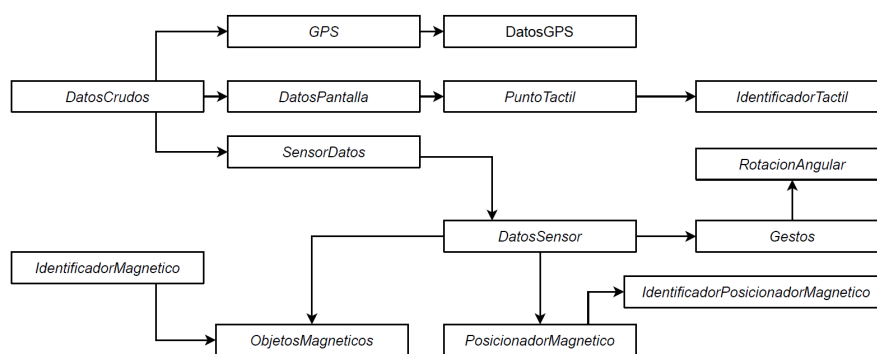 GPS
DatosGPS
DatosCrudos
DatosPantalla
PuntoTactil
IdentificadorTactil
SensorDatos
RotacionAngular
DatosSensor
Gestos
IdentificadorMagnetico
IdentificadorPosicionadorMagnetico
ObjetosMagneticos
PosicionadorMagnetico